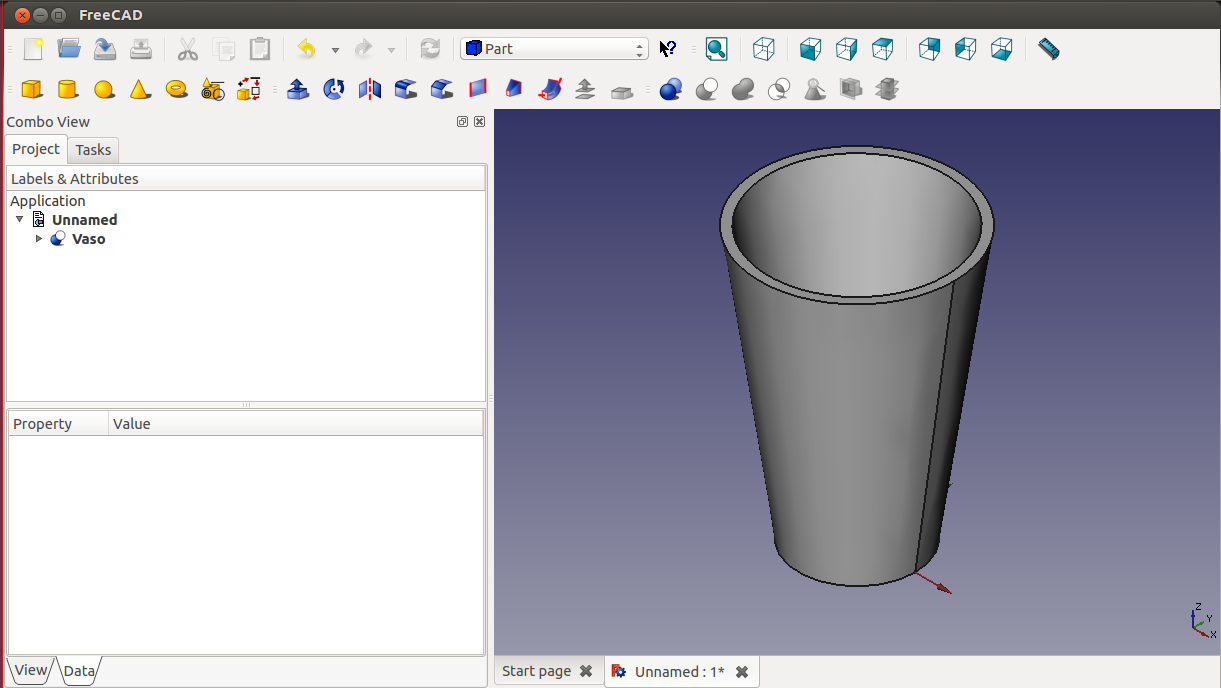 FreeCAD
Part
Combo View
Project
Tasks
Labels & Attributes
Application
Unnamed
Vaso
Property
Value
View
Data
Z
Y
X
Start page
Unnamed : 1*